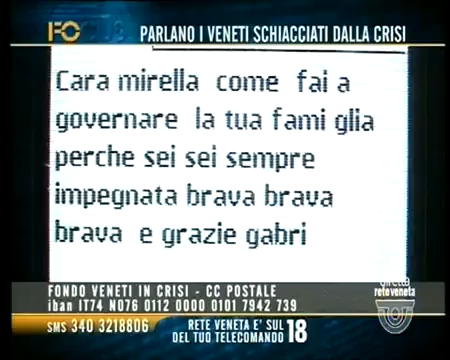 FOCUS
PARLANO I VENETI SCHIACCIATI DALLA CRISI
Cara mirella come fai a
governare la tua fami glia
perche sei sei sempre
impegnata brava brava
brava e grazie gabri
FONDO VENETI IN CRISI - CC POSTALE
iban IT74 N076 0112 0000 0101 7942 739
diretta
reteveneta
SMS 340 3218806
RETE VENETA E' SUL
DEL TUO TELECOMANDO 18